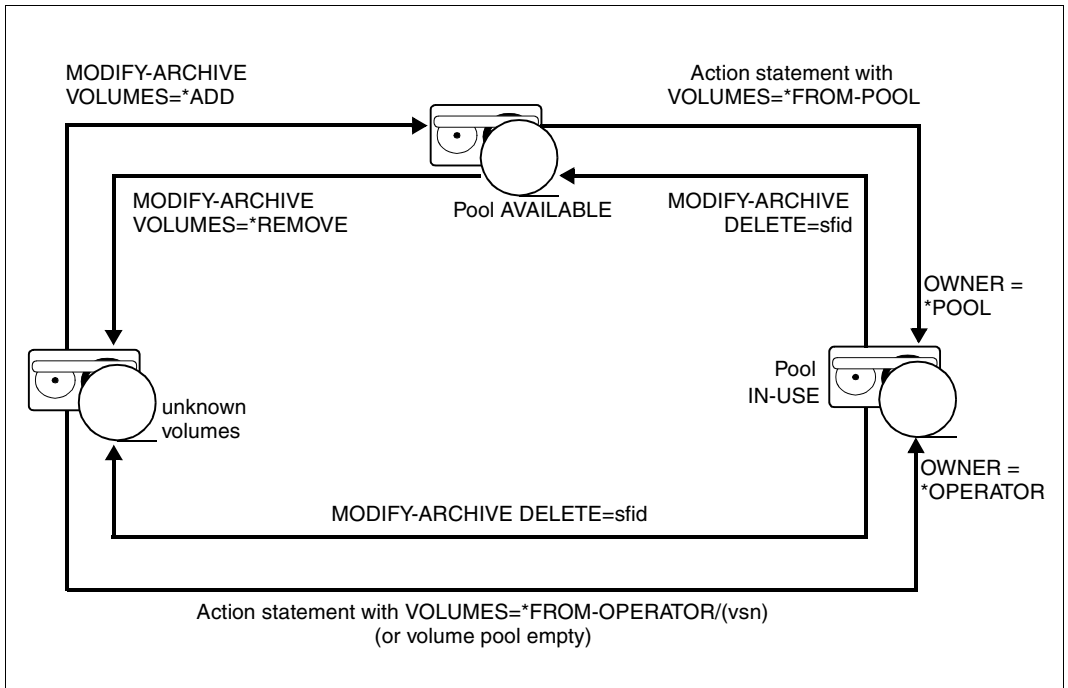 MODIFY-ARCHIVE
VOLUMES=*ADD
Action statement with
VOLUMES=*FROM-POOL
MODIFY-ARCHIVE
VOLUMES=*REMOVE
Pool AVAILABLE
MODIFY-ARCHIVE
DELETE=sfid
OWNER =
*POOL
Pool
IN-USE
unknown
volumes
OWNER =
*OPERATOR
MODIFY-ARCHIVE DELETE=sfid
Action statement with VOLUMES=*FROM-OPERATOR/(vsn)
(or volume pool empty)